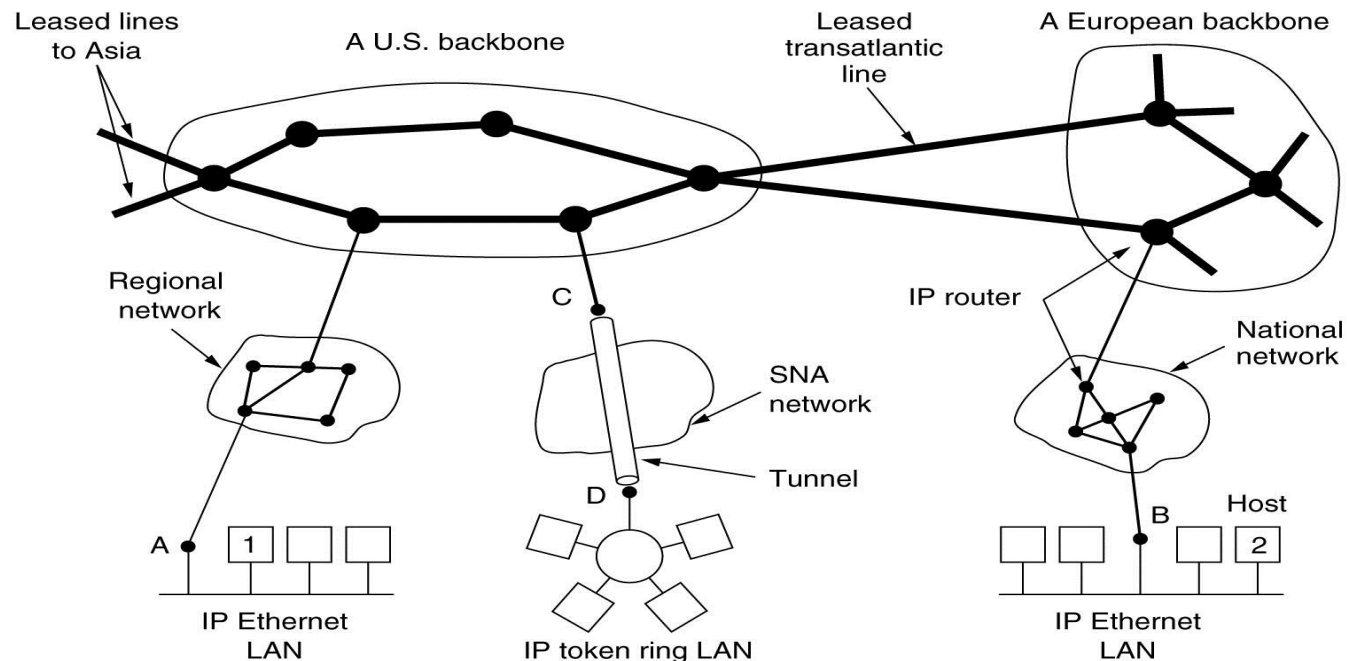 Leased lines
to Asia
A U.S. backbone
Leased
transatlantic
line
A European backbone
Regional
network
C
SNA
network
Tunnel
D
IP router
National
network
A
1
B
Host
2
IP Ethernet
LAN
IP token ring LAN
IP Ethernet
LAN